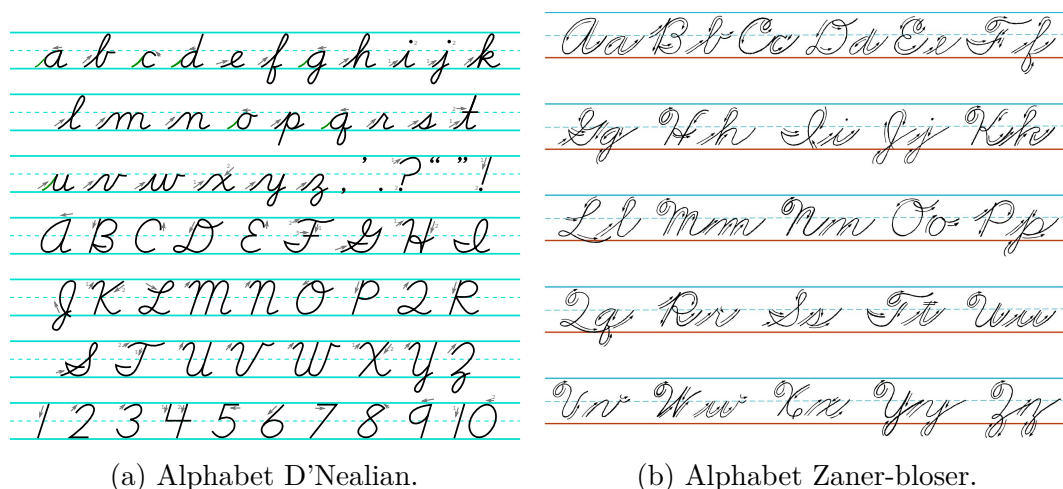 a b c d e f g h i j k
l m n o p q r s t
u v w x y z , ' . ? “ ” !
A B C D E F G H I
J K L M N O P Q R
S T U V W X Y Z
1 2 3 4 5 6 7 8 9 10
(a) Alphabet D'Nealian.
Aa Bb Cc Dd Ee Ff
Gg Hh Ii Jj Kk
Ll Mm Nn Oo Pp
Qq Rr Ss Tt Uu
Vv Ww Xx Yy Zz
(b) Alphabet Zaner-bloser.